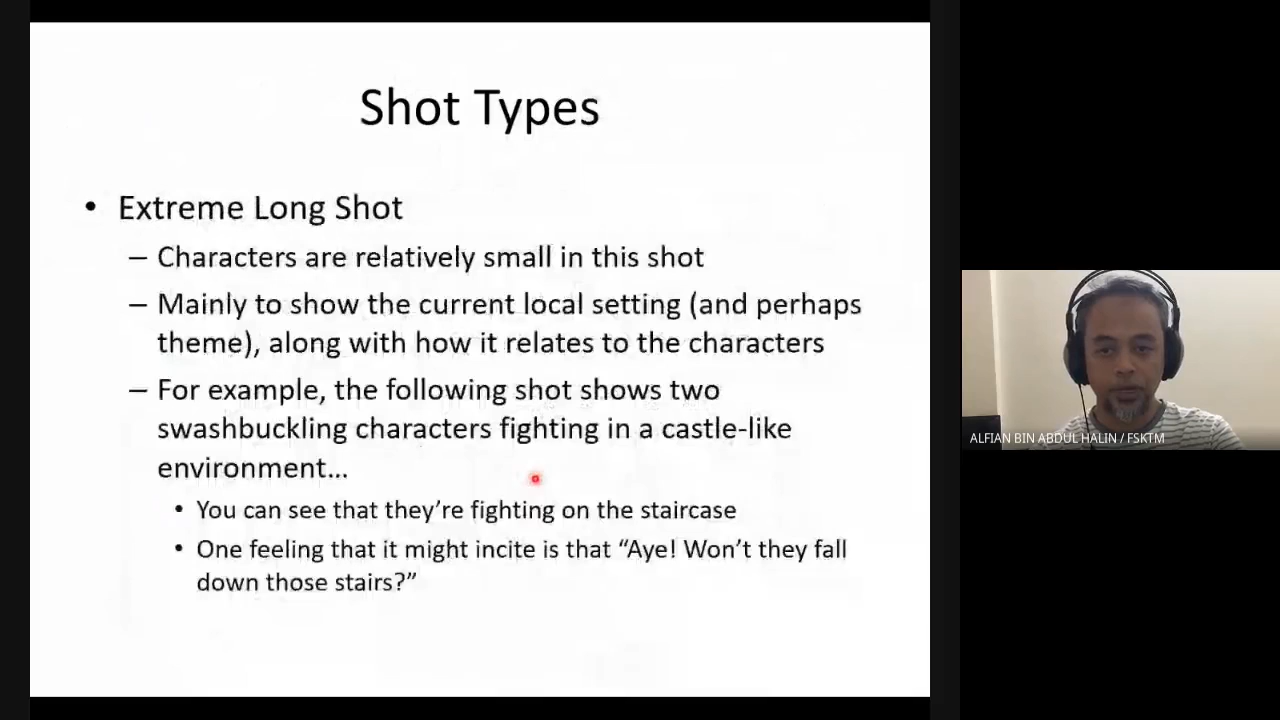 Shot Types
• Extreme Long Shot
– Characters are relatively small in this shot
– Mainly to show the current local setting (and perhaps
theme), along with how it relates to the characters
– For example, the following shot shows two
swashbuckling characters fighting in a castle-like
environment…
• You can see that they’re fighting on the staircase
• One feeling that it might incite is that “Aye! Won’t they fall
down those stairs?”
ALFIAN BIN ABDUL HALIN / FSKTM